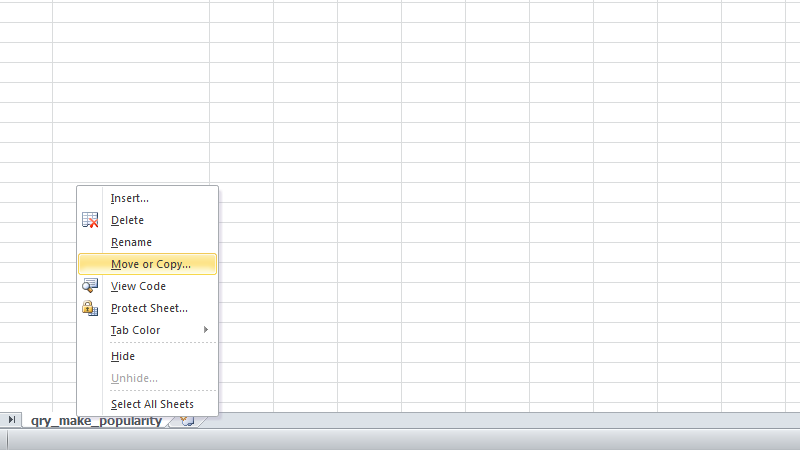 Insert...
Delete
Rename
Move or Copy...
View Code
Protect Sheet...
Tab Color
Hide
Unhide...
Select All Sheets
qry_make_popularity